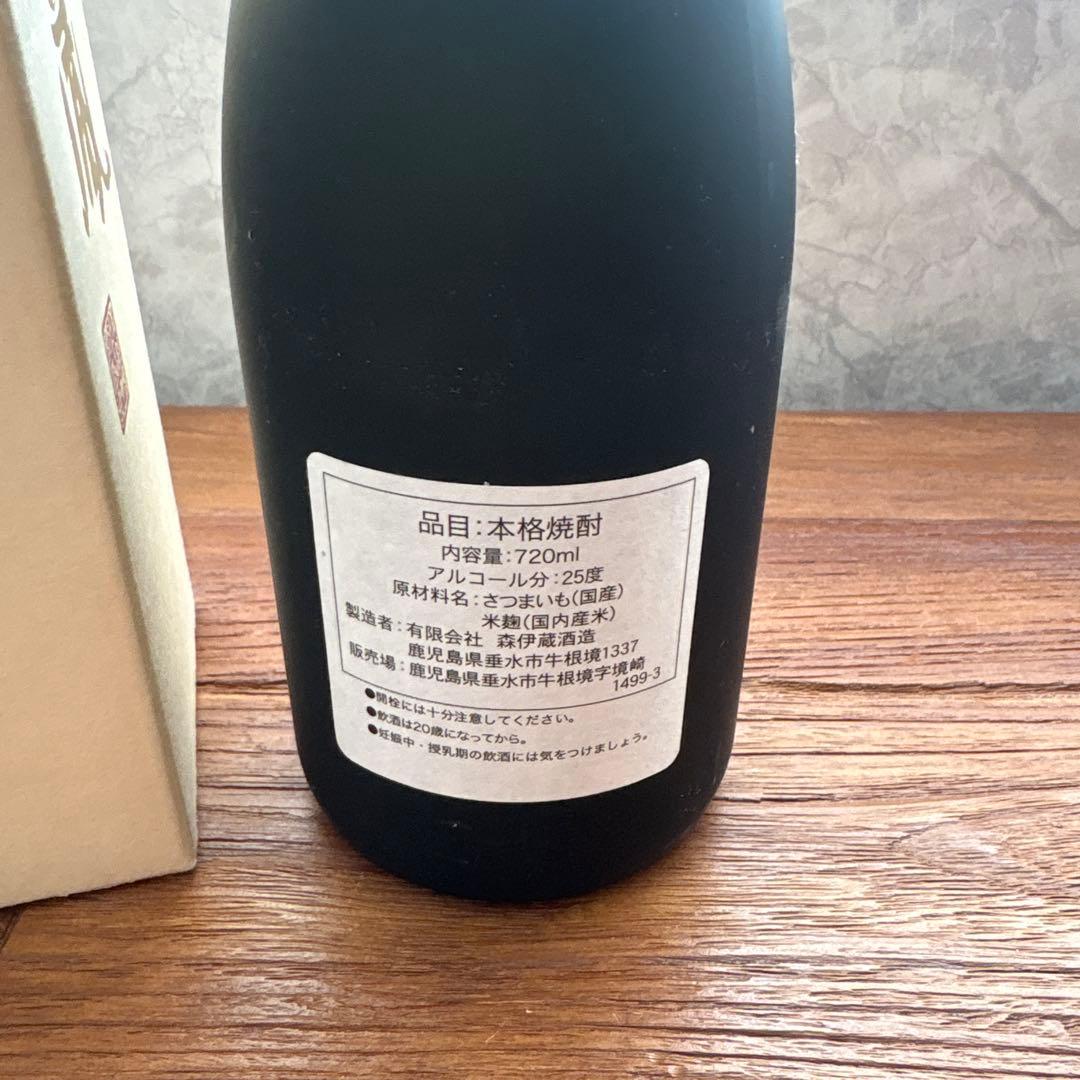 品目:本格焼酎
内容量:720ml
アルコール分:25度
原材料名:さつまいも(国産)
米麹(国内産米)
製造者:有限会社 森伊蔵酒造
鹿児島県垂水市牛根境1337
販売場:鹿児島県垂水市牛根境字境崎
1499-3
●開栓には十分注意してください。
●飲酒は20歳になってから。
●妊娠中・授乳期の飲酒には気をつけましょう。